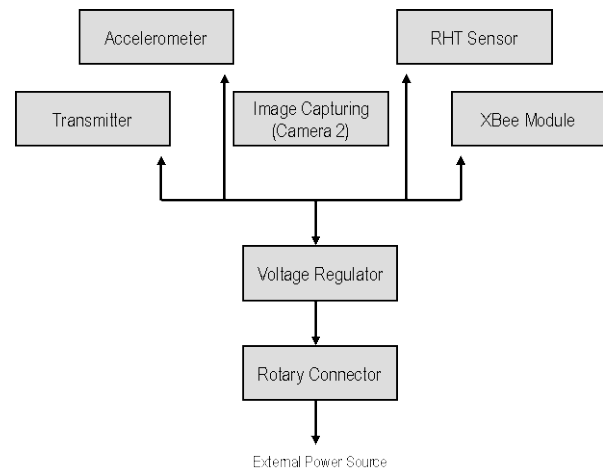 Accelerometer
RHT Sensor
Transmitter
Image Capturing
(Camera 2)
XBee Module
Voltage Regulator
Rotary Connector
External Power Source